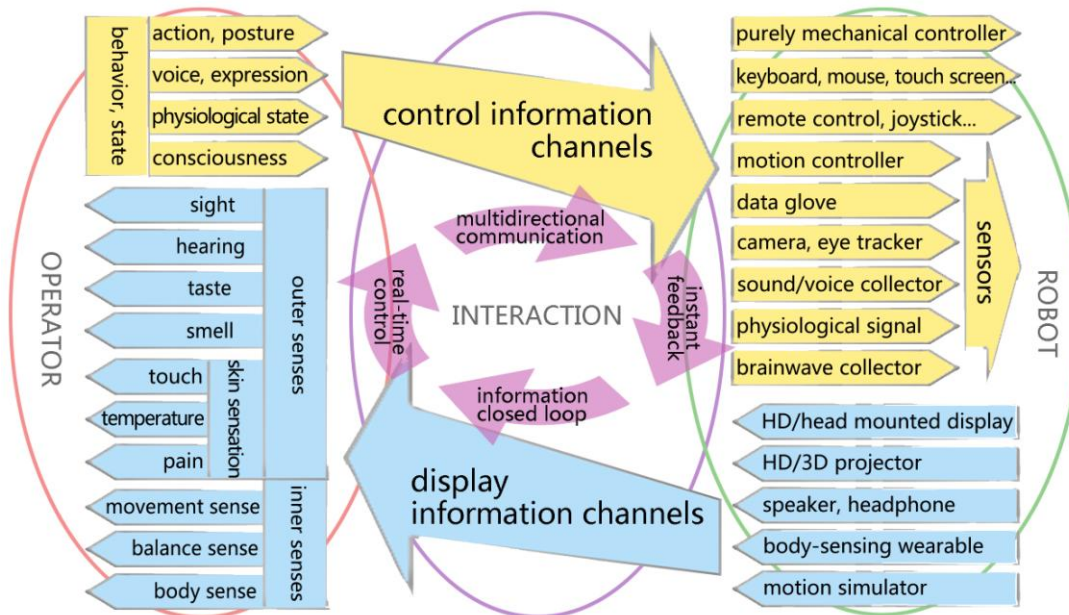 OPERATOR
behavior, state
action, posture
voice, expression
physiological state
consciousness
sight
hearing
taste
smell
touch
temperature
pain
skin sensation
outer senses
movement sense
balance sense
body sense
inner senses
control information
channels
multidirectional
communication
real-time
control
INTERACTION
instant
feedback
information
closed loop
display
information channels
purely mechanical controller
keyboard, mouse, touch screen...
remote control, joystick...
motion controller
data glove
camera, eye tracker
sound/voice collector
physiological signal
brainwave collector
sensors
ROBOT
HD/head mounted display
HD/3D projector
speaker, headphone
body-sensing wearable
motion simulator